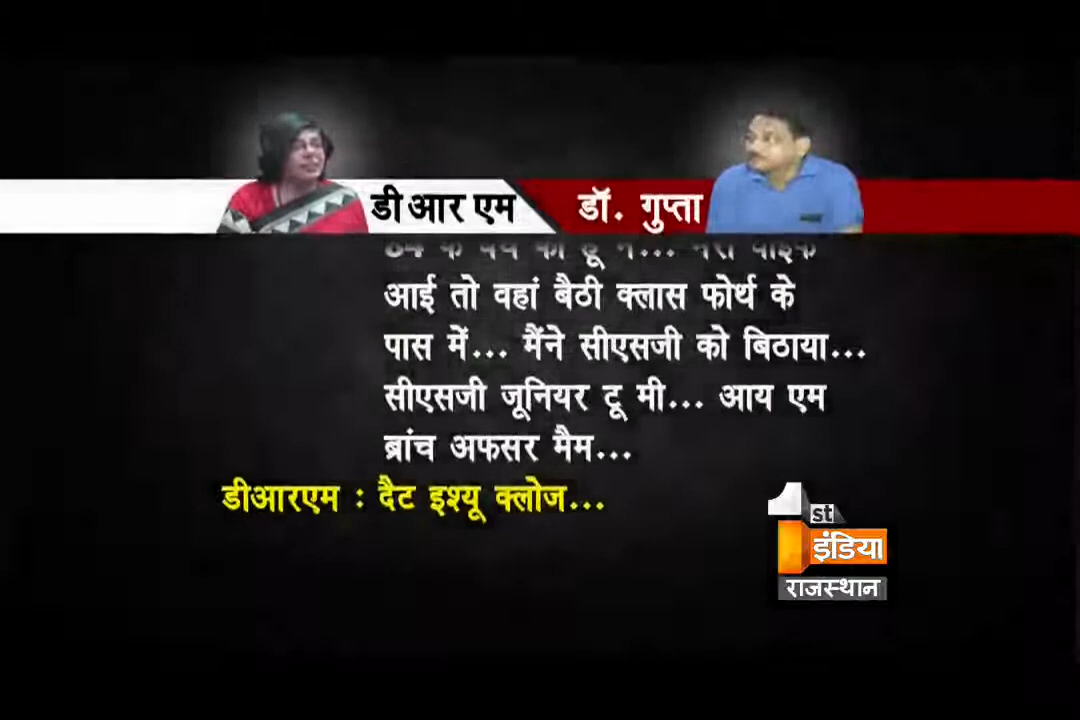 डीआर एम
डॉ. गुप्ता
आई तो वहां बैठी क्लास फोर्थ के
पास में... मैंने सीएसजी को बिठाया...
सीएसजी जूनियर टू मी... आय एम
ब्रांच अफसर मैम...
डीआरएम : दैट इश्यू क्लोज...
1st
इंडिया
राजस्थान